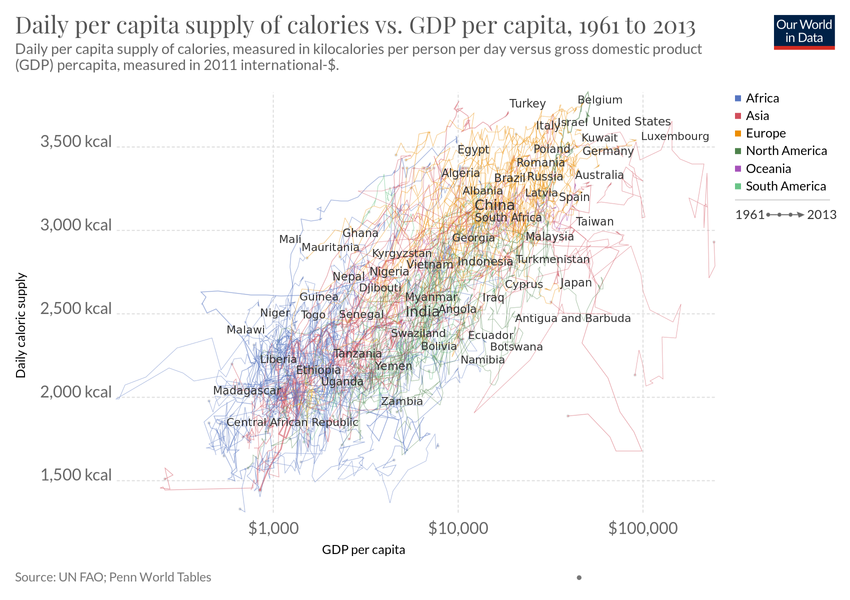 Daily per capita supply of calories vs. GDP per capita, 1961 to 2013
Daily per capita supply of calories, measured in kilocalories per person per day versus gross domestic product
(GDP) percapita, measured in 2011 international-$.
Our World
in Data
Africa
Asia
Europe
North America
Oceania
South America
1961
2013
Daily caloric supply
3,500 kcal
3,000 kcal
2,500 kcal
2,000 kcal
1,500 kcal
Turkey
Belgium
Italy
Israel
United States
Kuwait
Luxembourg
Egypt
Poland
Germany
Romania
Algeria
Brazil
Russia
Australia
Albania
Latvia
Spain
China
South Africa
Taiwan
Ghana
Mali
Mauritania
Georgia
Malaysia
Kyrgyzstan
Vietnam
Indonesia
Turkmenistan
Nepal
Nigeria
Djibouti
Cyprus
Japan
Guinea
Myanmar
Iraq
Niger
Togo
Senegal
India
Angola
Antigua and Barbuda
Malawi
Swaziland
Ecuador
Bolivia
Botswana
Liberia
Tanzania
Namibia
Ethiopia
Yemen
Uganda
Madagascar
Zambia
Central African Republic
$1,000
$10,000
$100,000
GDP per capita
Source: UN FAO; Penn World Tables